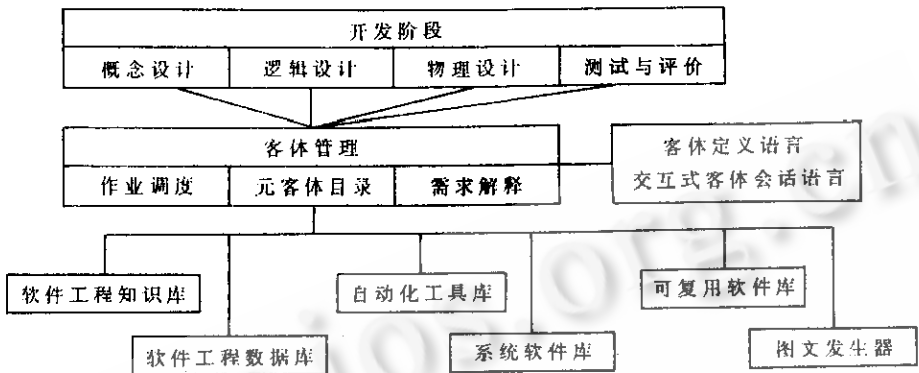 开发阶段
概念设计 逻辑设计 物理设计 测试与评价
客体管理
作业调度 元客体目录 需求解释
客体定义语言
交互式客体会话语言
软件工程知识库 自动化工具库 可复用软件库
软件工程数据库 系统软件库 图文发生器